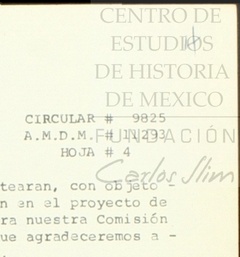 CENTRO DE
ESTUDIOS
DE HISTORIA
DE MEXICO
CIRCULAR # 9825
A.M.D.M. # 11293
FUNDACIÓN
HOJA # 4
Carlos Slim
tearan, con objeto -
n en el proyecto de
ra nuestra Comisión
ue agradeceremos a -